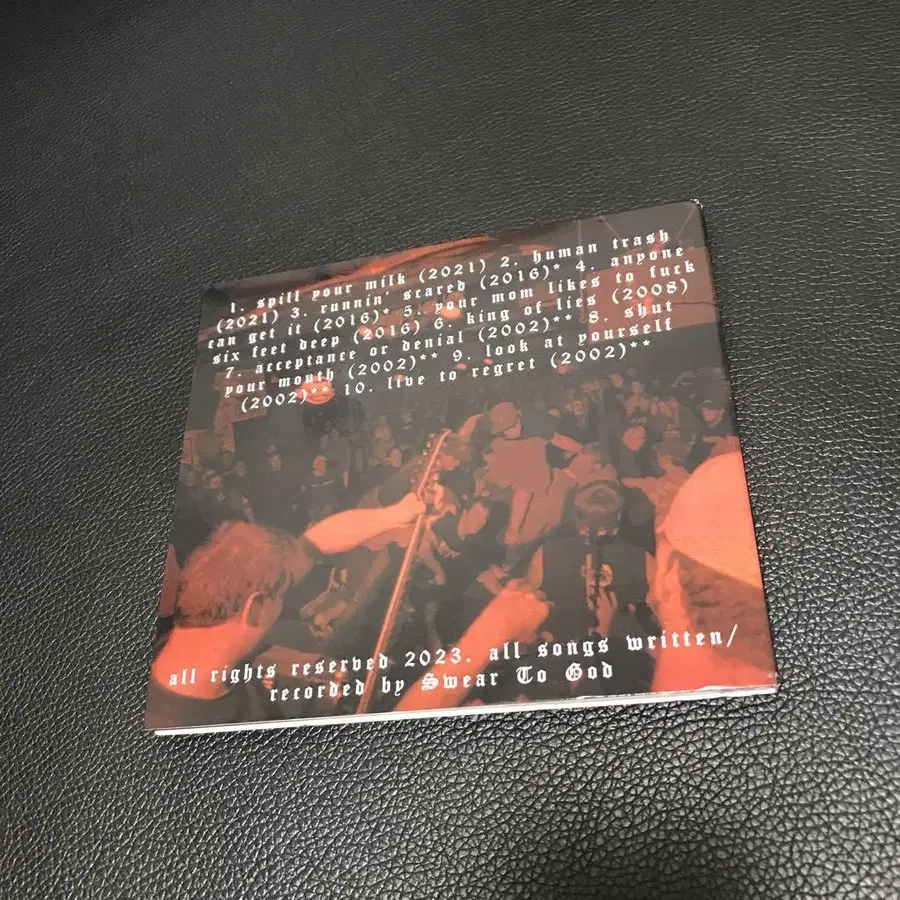 1. spill your milk (2021) 2. human trash
(2021) 3. runnin' scared (2016)* 4. anyone
can get it (2016)* 5. your mom likes to fuck
six feet deep (2016) 6. king of lies (2008)
7. acceptance or denial (2002)** 8. shut
your mouth (2002)** 9. look at yourself
(2002)** 10. live to regret (2002)**
all rights reserved 2023. all songs written/
recorded by Swear To God